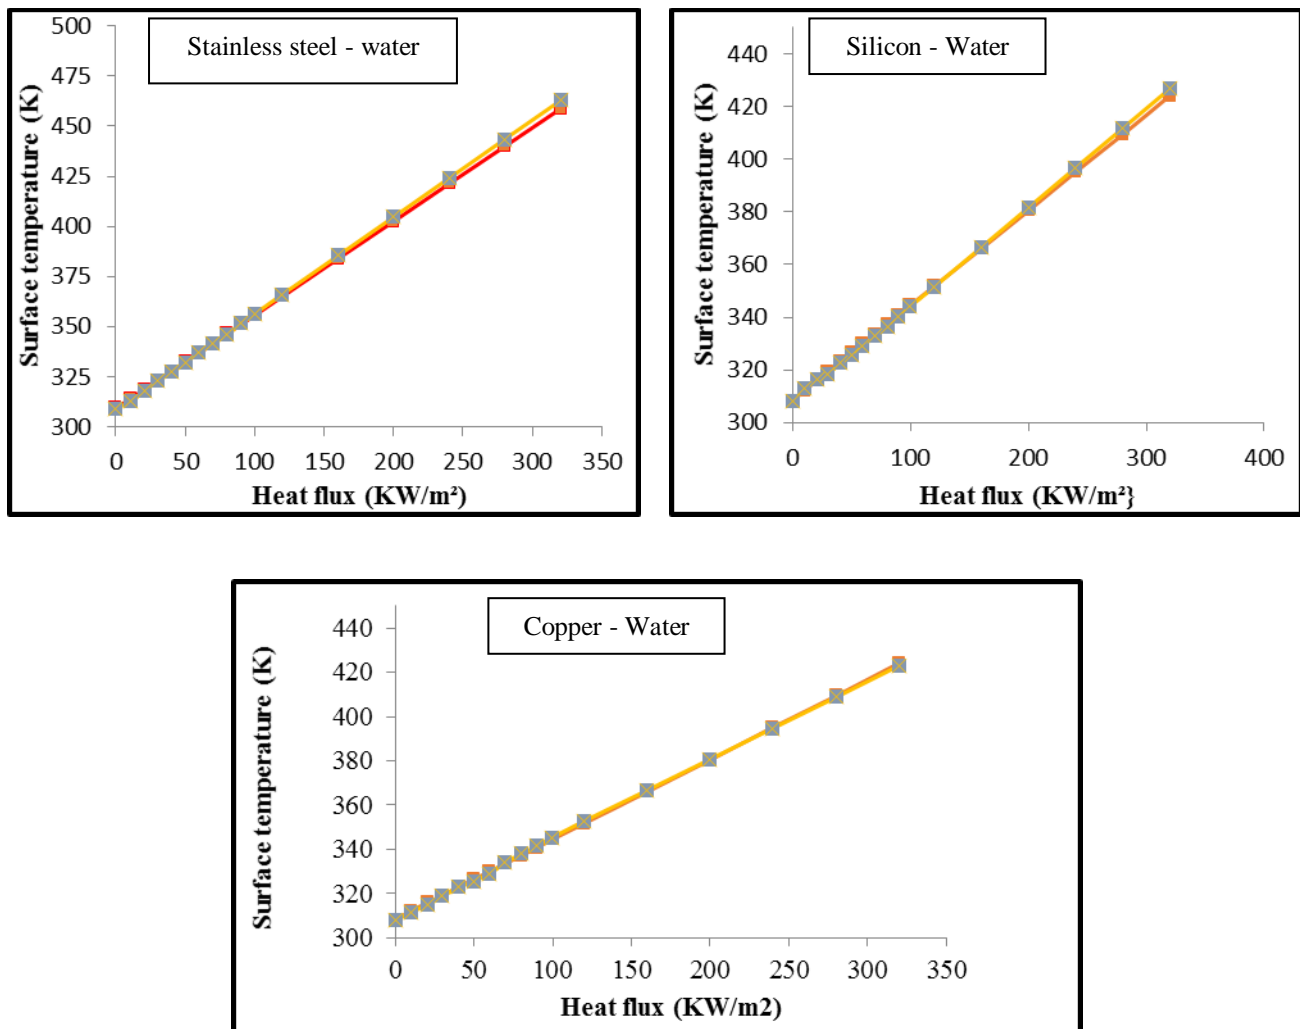 Stainless steel - water
Surface temperature (K)
500
475
450
425
400
375
350
325
300
0 50 100 150 200 250 300 350
Heat flux (KW/m²)
Silicon - Water
Surface temperature (K)
440
420
400
380
360
340
320
300
0 100 200 300 400
Heat flux (KW/m²}
Copper - Water
Surface temperature (K)
440
420
400
380
360
340
320
300
0 50 100 150 200 250 300 350
Heat flux (KW/m2)